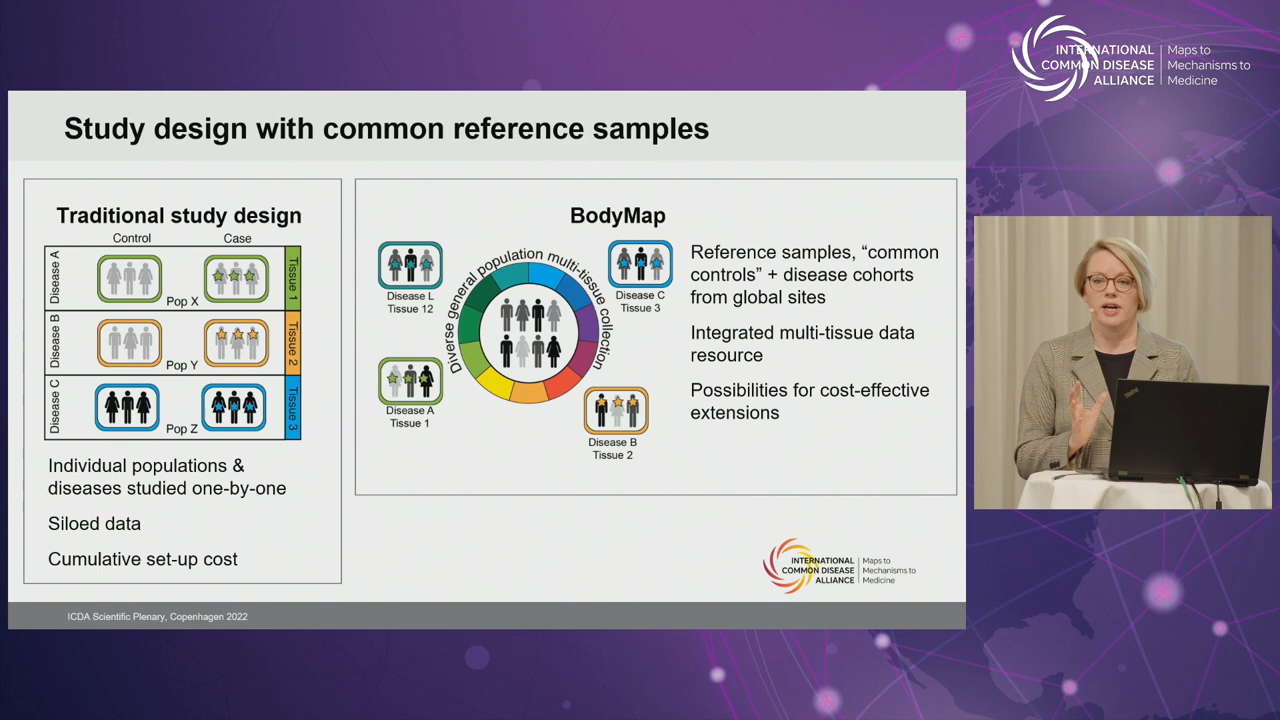 INTERNATIONAL
COMMON DISEASE
ALLIANCE
Maps to
Mechanisms to
Medicine
Study design with common reference samples
Traditional study design
Control
Case
Disease A
Pop X
Tissue 1
Disease B
Pop Y
Tissue 2
Disease C
Pop Z
Tissue 3
Individual populations &
diseases studied one-by-one
Siloed data
Cumulative set-up cost
BodyMap
Disease L
Tissue 12
Diverse general population multi-tissue collection
Disease C
Tissue 3
Disease A
Tissue 1
Disease B
Tissue 2
Reference samples, “common
controls” + disease cohorts
from global sites
Integrated multi-tissue data
resource
Possibilities for cost-effective
extensions
INTERNATIONAL
COMMON DISEASE
ALLIANCE
Maps to
Mechanisms to
Medicine
ICDA Scientific Plenary, Copenhagen 2022
ThinkPad